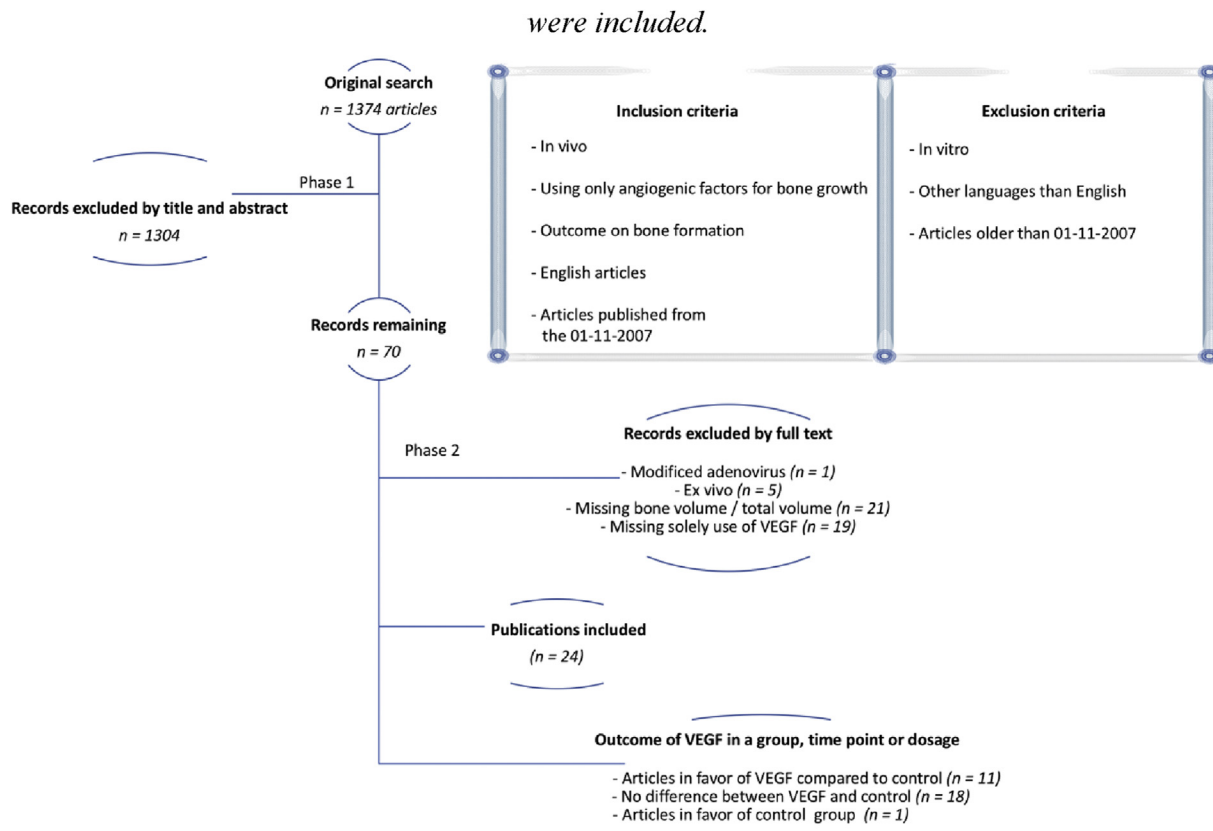 were included.
Original search
n = 1374 articles
Phase 1
Records excluded by title and abstract
n = 1304
Records remaining
n = 70
Inclusion criteria
- In vivo
- Using only angiogenic factors for bone growth
- Outcome on bone formation
- English articles
- Articles published from
the 01-11-2007
Exclusion criteria
- In vitro
- Other languages than English
- Articles older than 01-11-2007
Phase 2
Records excluded by full text
- Modificed adenovirus (n = 1)
- Ex vivo (n = 5)
- Missing bone volume / total volume (n = 21)
- Missing solely use of VEGF (n = 19)
Publications included
(n = 24)
Outcome of VEGF in a group, time point or dosage
- Articles in favor of VEGF compared to control (n = 11)
- No difference between VEGF and control (n = 18)
- Articles in favor of control group (n = 1)